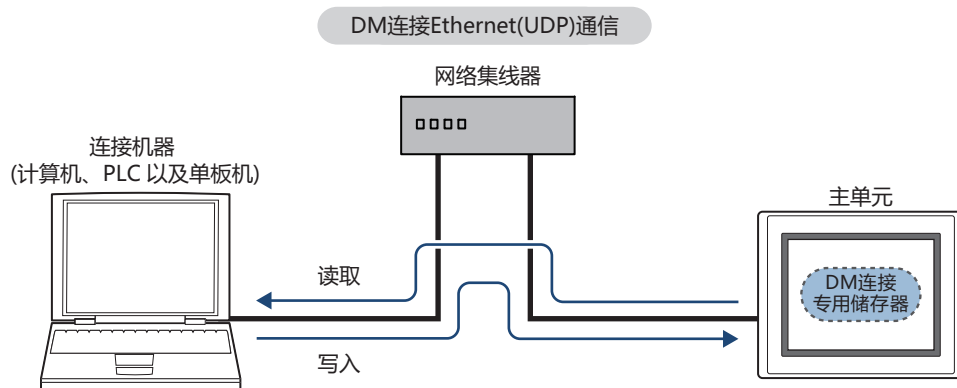 DM连接Ethernet(UDP)通信
网络集线器
连接机器
(计算机、PLC 以及单板机)
主单元
读取
DM连接
专用储存器
写入